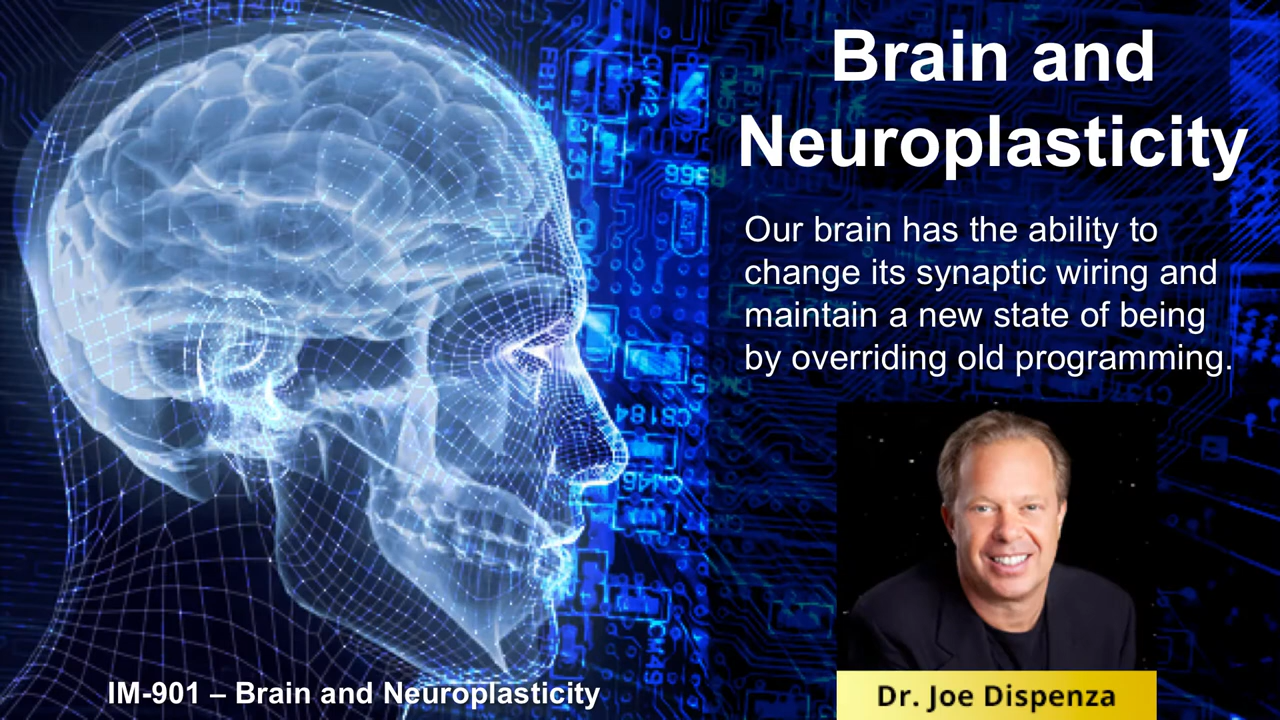 Brain and
Neuroplasticity
Our brain has the ability to
change its synaptic wiring and
maintain a new state of being
by overriding old programming.
Dr. Joe Dispenza
IM-901 – Brain and Neuroplasticity